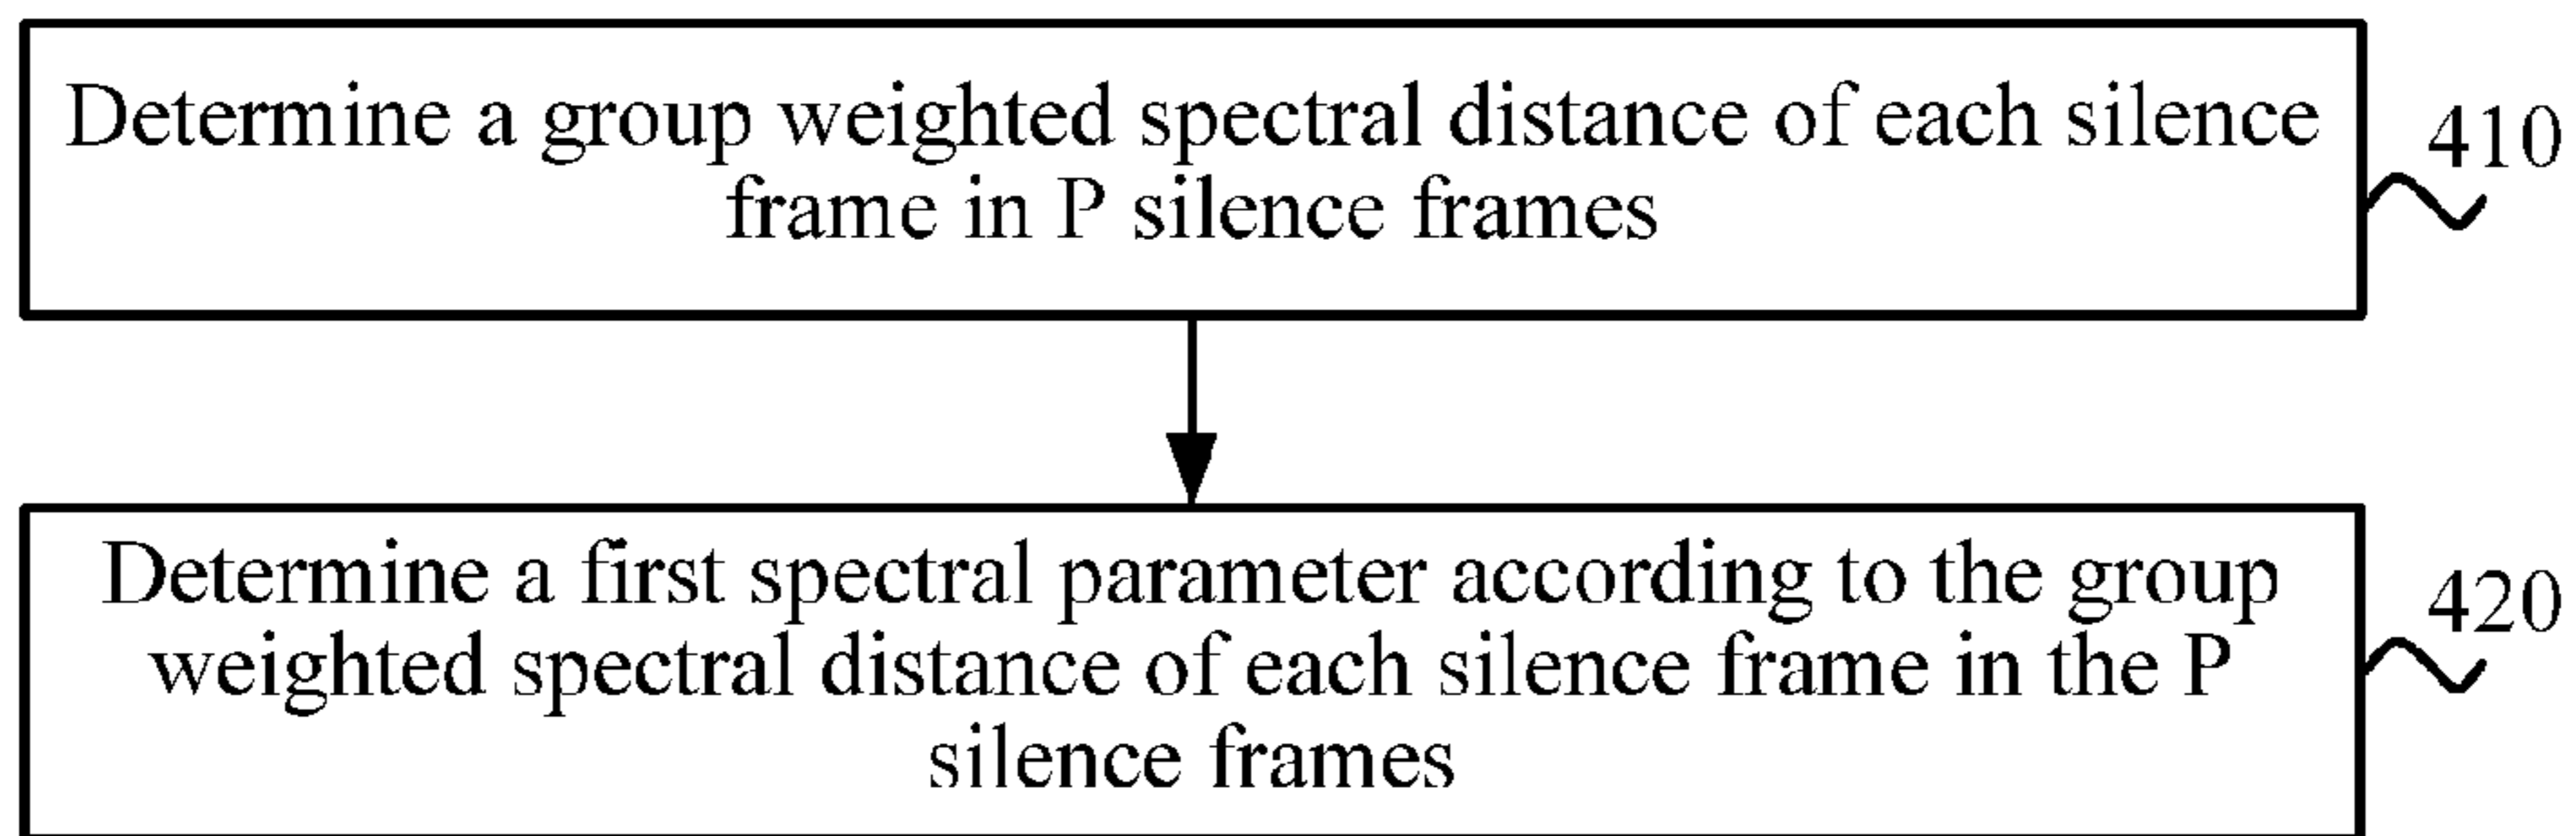 Determine a group weighted spectral distance of each silence
frame in P silence frames
410
Determine a first spectral parameter according to the group
weighted spectral distance of each silence frame in the P
silence frames
420